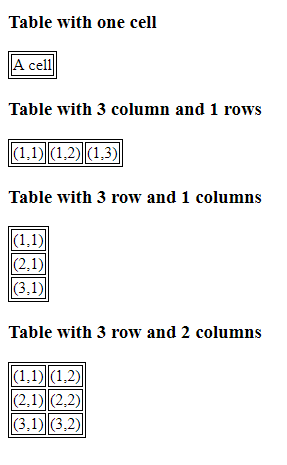 Table with one cell
A cell
Table with 3 column and 1 rows
(1,1) (1,2) (1,3)
Table with 3 row and 1 columns
(1,1)
(2,1)
(3,1)
Table with 3 row and 2 columns
(1,1) (1,2)
(2,1) (2,2)
(3,1) (3,2)